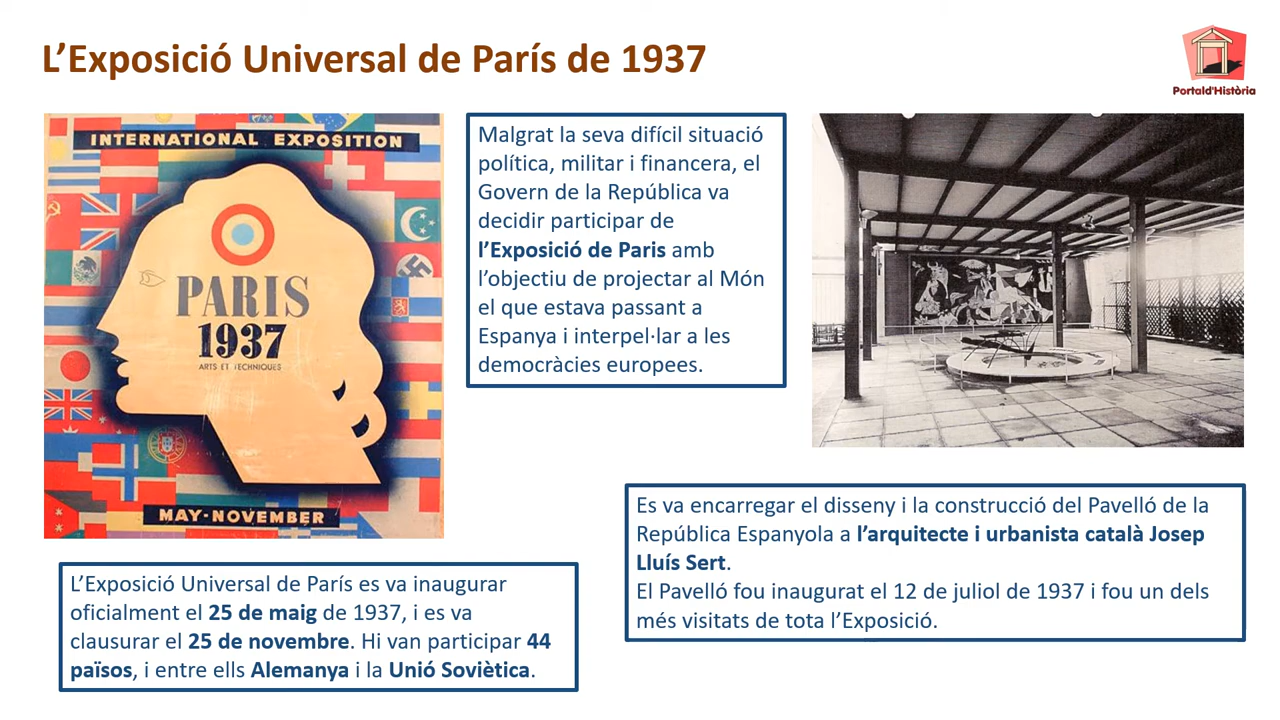 L'Exposició Universal de París de 1937
Portald'Història
INTERNATIONAL EXPOSITION
PARIS
1937
ARTS ET TECHNIQUES
MAY-NOVEMBER
Malgrat la seva difícil situació
política, militar i financera, el
Govern de la República va
decidir participar de
l'Exposició de Paris amb
l'objectiu de projectar al Món
el que estava passant a
Espanya i interpel·lar a les
democràcies europees.
Es va encarregar el disseny i la construcció del Pavelló de la
República Espanyola a l'arquitecte i urbanista català Josep
Lluís Sert.
El Pavelló fou inaugurat el 12 de juliol de 1937 i fou un dels
més visitats de tota l'Exposició.
L'Exposició Universal de París es va inaugurar
oficialment el 25 de maig de 1937, i es va
clausurar el 25 de novembre. Hi van participar 44
països, i entre ells Alemanya i la Unió Soviètica.